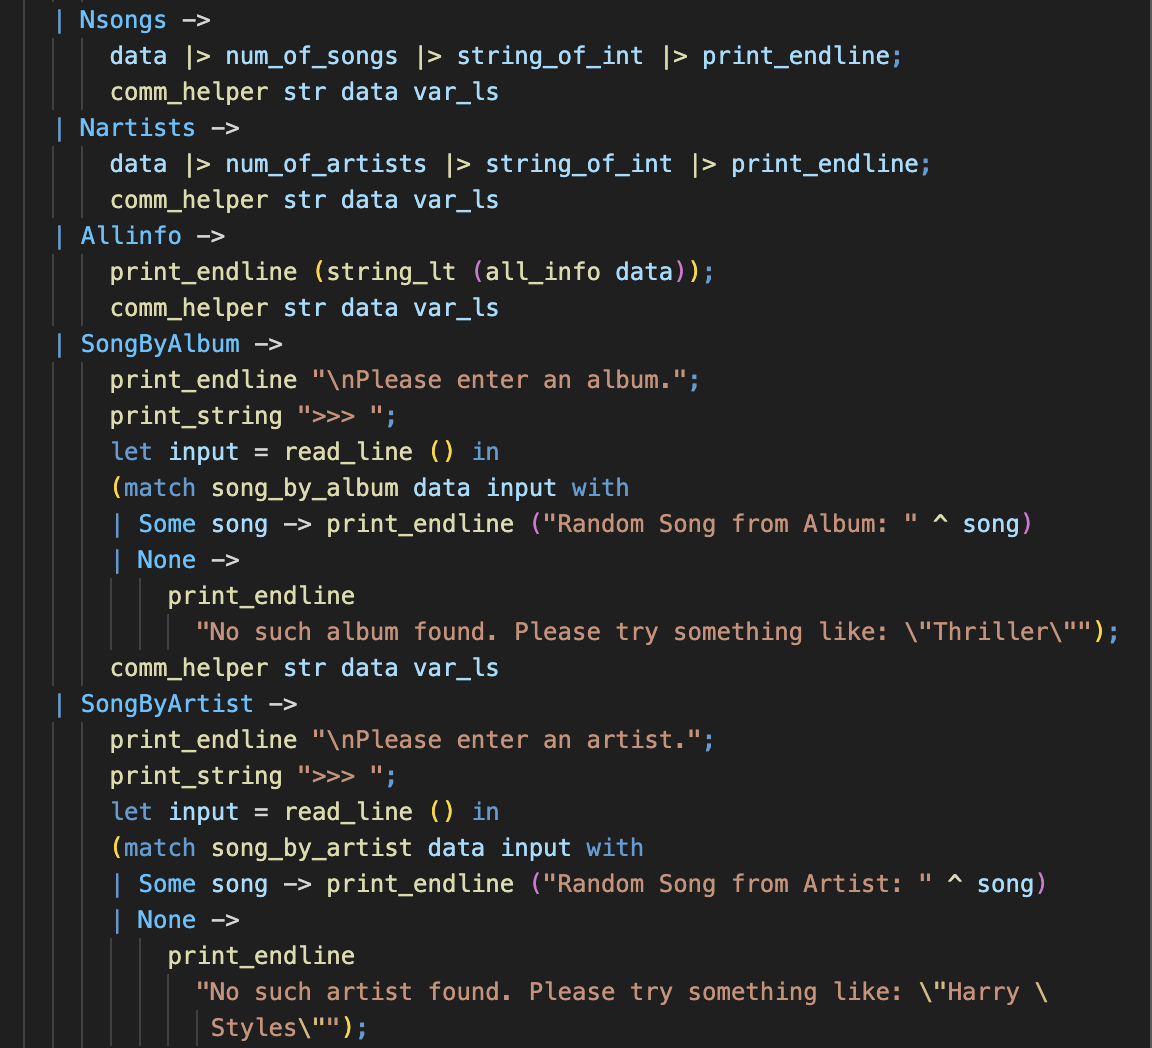 | Nsongs ->
data |> num_of_songs |> string_of_int |> print_endline;
comm_helper str data var_ls
| Nartists ->
data |> num_of_artists |> string_of_int |> print_endline;
comm_helper str data var_ls
| Allinfo ->
print_endline (string_lt (all_info data));
comm_helper str data var_ls
| SongByAlbum ->
print_endline "\nPlease enter an album.";
print_string ">>> ";
let input = read_line () in
(match song_by_album data input with
| Some song -> print_endline ("Random Song from Album: " ^ song)
| None ->
print_endline
"No such album found. Please try something like: \"Thriller\"");
comm_helper str data var_ls
| SongByArtist ->
print_endline "\nPlease enter an artist.";
print_string ">>> ";
let input = read_line () in
(match song_by_artist data input with
| Some song -> print_endline ("Random Song from Artist: " ^ song)
| None ->
print_endline
"No such artist found. Please try something like: \"Harry \
Styles\"");